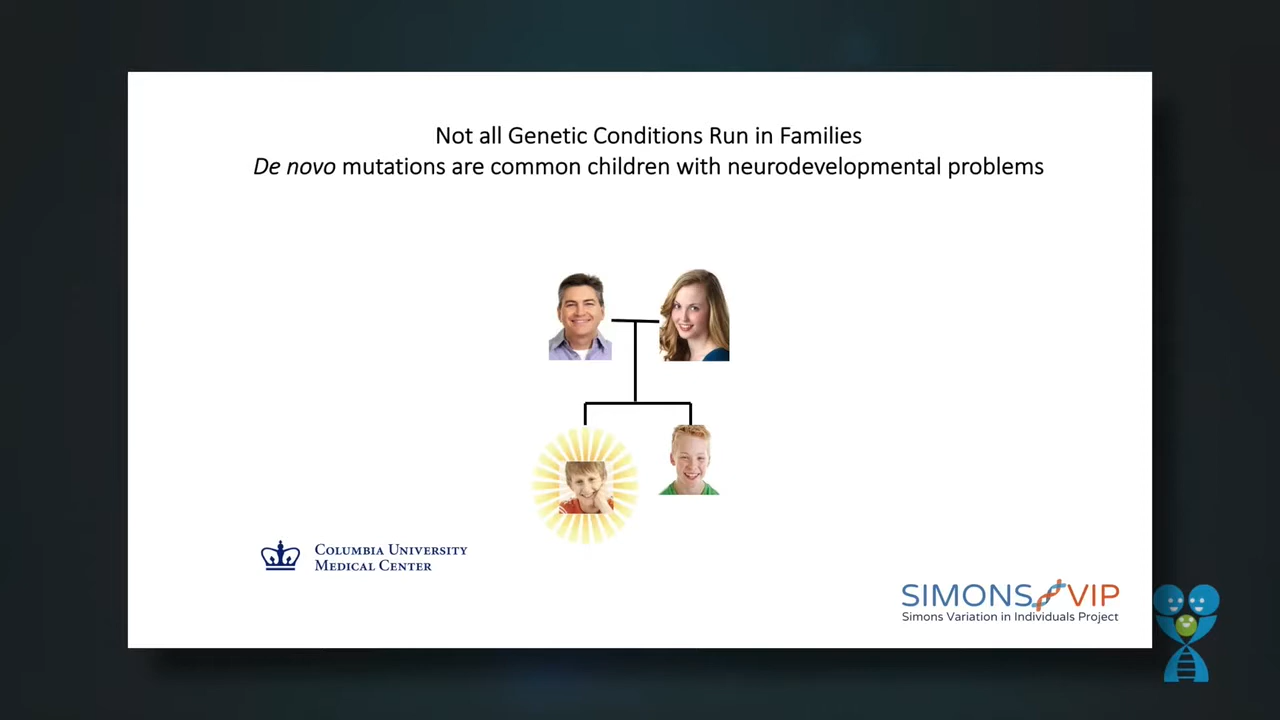 Not all Genetic Conditions Run in Families
De novo mutations are common children with neurodevelopmental problems
COLUMBIA UNIVERSITY
MEDICAL CENTER
SIMONS VIP
Simons Variation in Individuals Project